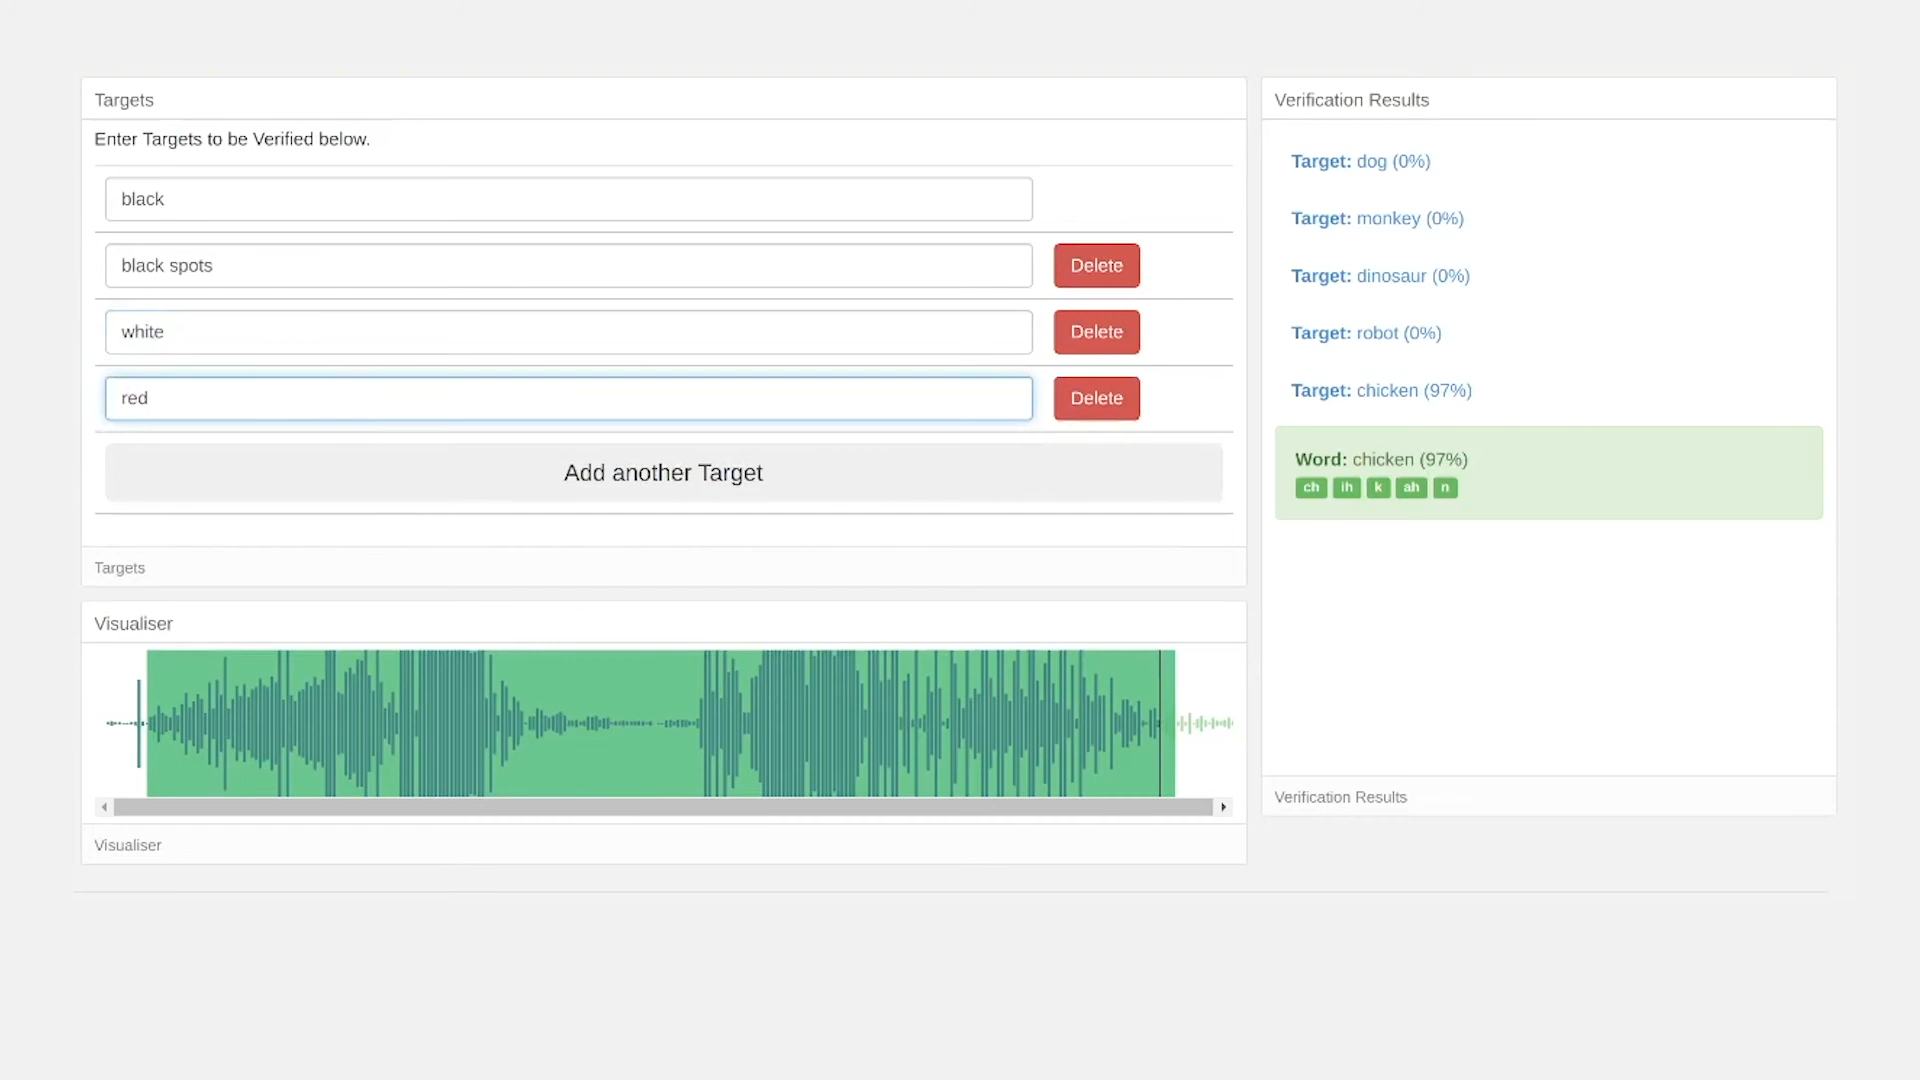 Targets
Enter Targets to be Verified below.
black
black spots
Delete
white
Delete
red
Delete
Add another Target
Targets
Visualiser
Visualiser
Verification Results
Target: dog (0%)
Target: monkey (0%)
Target: dinosaur (0%)
Target: robot (0%)
Target: chicken (97%)
Word: chicken (97%)
ch ih k ah n
Verification Results